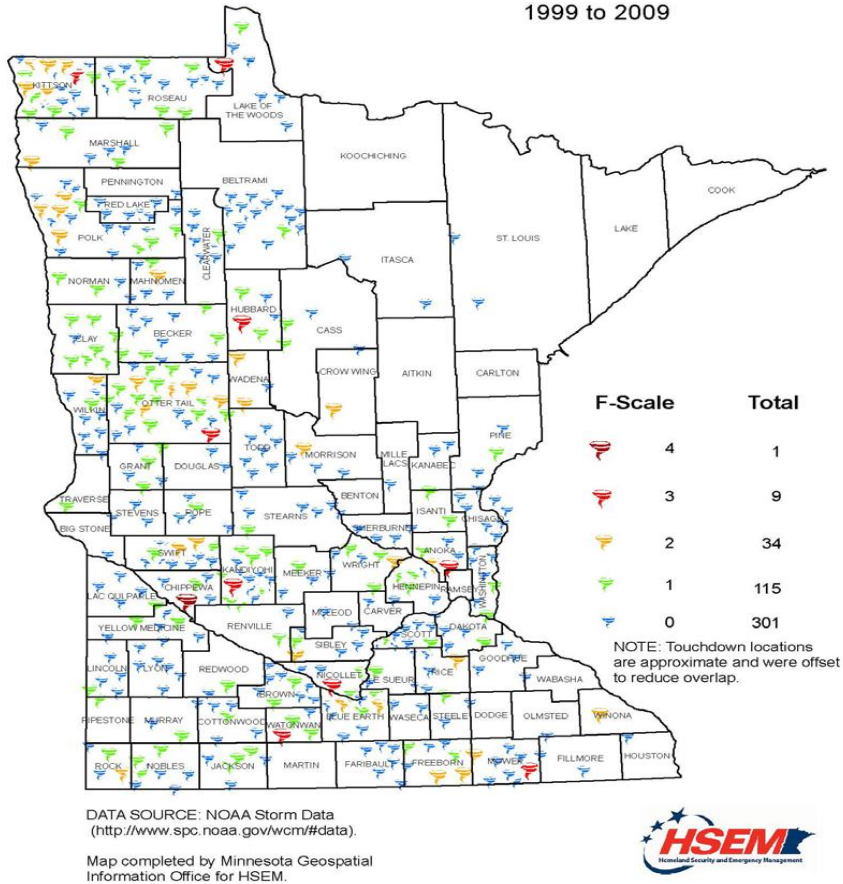 1999 to 2009
KITTSON
ROSEAU
LAKE OF
THE WOODS
MARSHALL
KOOCHICHING
PENNINGTON
BELTRAMI
RED LAKE
COOK
POLK
CLEARWATER
ST. LOUIS
LAKE
ITASCA
NORMAN
MAHNOMEN
HUBBARD
CLAY
BECKER
CASS
WADENA
CROW WING
AITKIN
CARLTON
WILKIN
OTTER TAIL
F-Scale Total
4 1
3 9
2 34
1 115
0 301
NOTE: Touchdown locations
are approximate and were offset
to reduce overlap.
PINE
TODD
MORRISON
MILLE
LACS
KANABEC
GRANT
DOUGLAS
BENTON
TRAVERSE
STEVENS
POPE
STEARNS
ISANTI
CHISAGO
BIG STONE
SHERBURNE
SWIFT
ANOKA
KANDIYOHI
MEEKER
WRIGHT
WASHINGTON
CHIPPEWA
HENNEPIN
RAMSEY
LAC QUI PARLE
MCLEOD
CARVER
YELLOW MEDICINE
RENVILLE
SCOTT
DAKOTA
SIBLEY
GOODHUE
LINCOLN
LYON
REDWOOD
NICOLLET
LE SUEUR
RICE
WABASHA
BROWN
PIPESTONE
MURRAY
COTTONWOOD
WATONWAN
BLUE EARTH
WASECA
STEELE
DODGE
OLMSTED
WINONA
ROCK
NOBLES
JACKSON
MARTIN
FARIBAULT
FREEBORN
MOWER
FILLMORE
HOUSTON
DATA SOURCE: NOAA Storm Data
(http://www.spc.noaa.gov/wcm/#data).
Map completed by Minnesota Geospatial
Information Office for HSEM.
HSEM
Homeland Security and Emergency Management